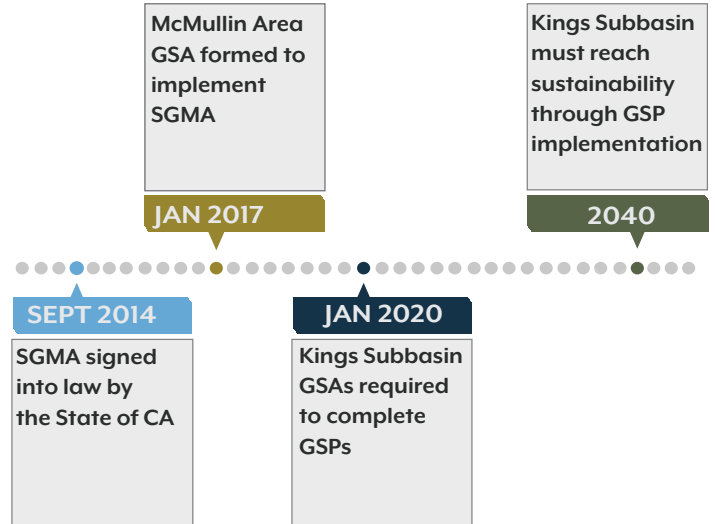 McMullin Area
GSA formed to
implement
SGMA
JAN 2017
Kings Subbasin
must reach
sustainability
through GSP
implementation
2040
SEPT 2014
SGMA signed
into law by
the State of CA
JAN 2020
Kings Subbasin
GSAs required
to complete
GSPs